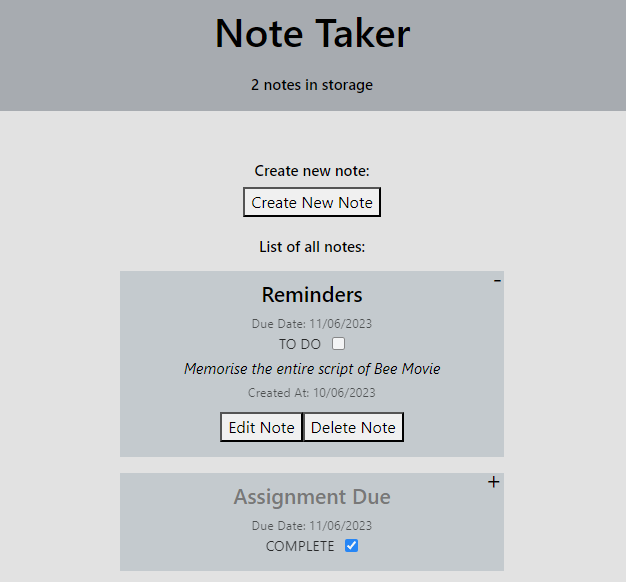 Note Taker
2 notes in storage
Create new note:
Create New Note
List of all notes:
-
Reminders
Due Date: 11/06/2023
TO DO
Memorise the entire script of Bee Movie
Created At: 10/06/2023
Edit Note Delete Note
+
Assignment Due
Due Date: 11/06/2023
COMPLETE